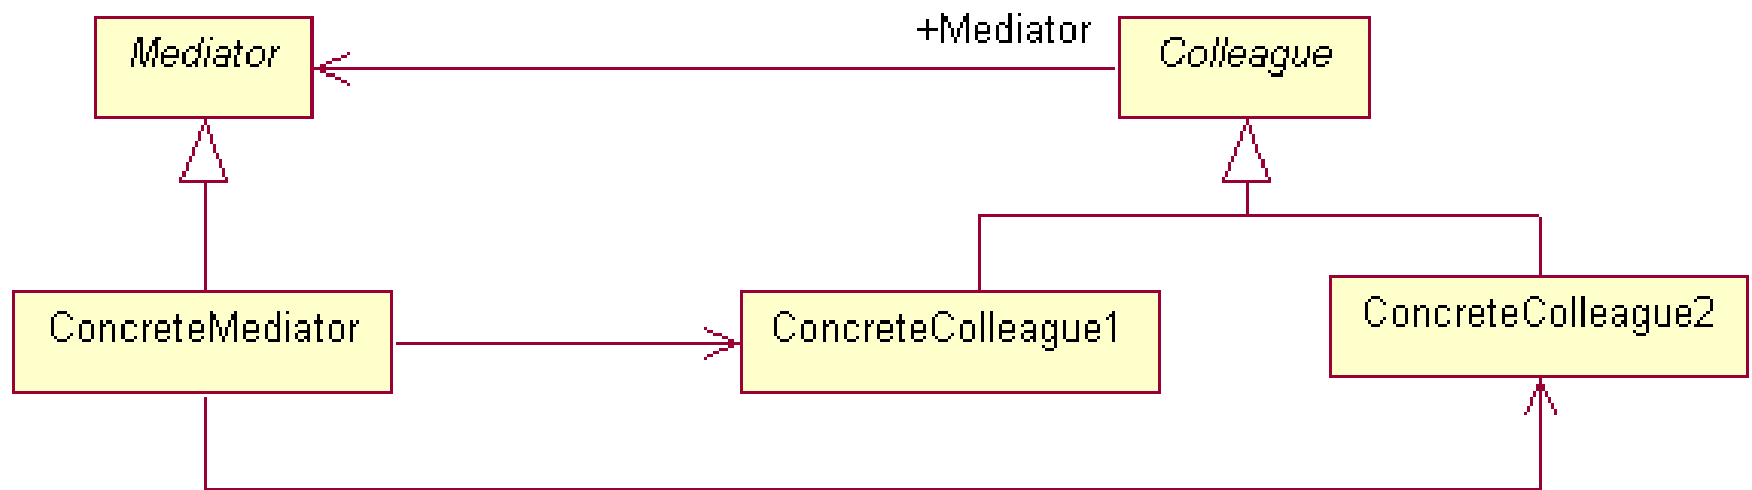 Mediator
+Mediator
Colleague
ConcreteMediator
ConcreteColleague1
ConcreteColleague2